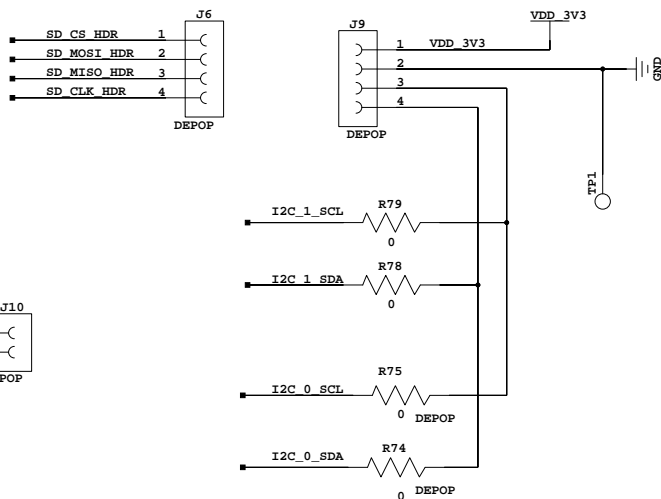 VDD_3V3
J6
J9
SD_CS_HDR 1
SD_MOSI_HDR 2
SD_MISO_HDR 3
SD_CLK_HDR 4
DEPOP
1 VDD_3V3
2
3
4
DEPOP
GND
TP1
I2C_1_SCL R79
0
I2C_1_SDA R78
0
J10
POP
I2C_0_SCL R75
0 DEPOP
I2C_0_SDA R74
0 DEPOP